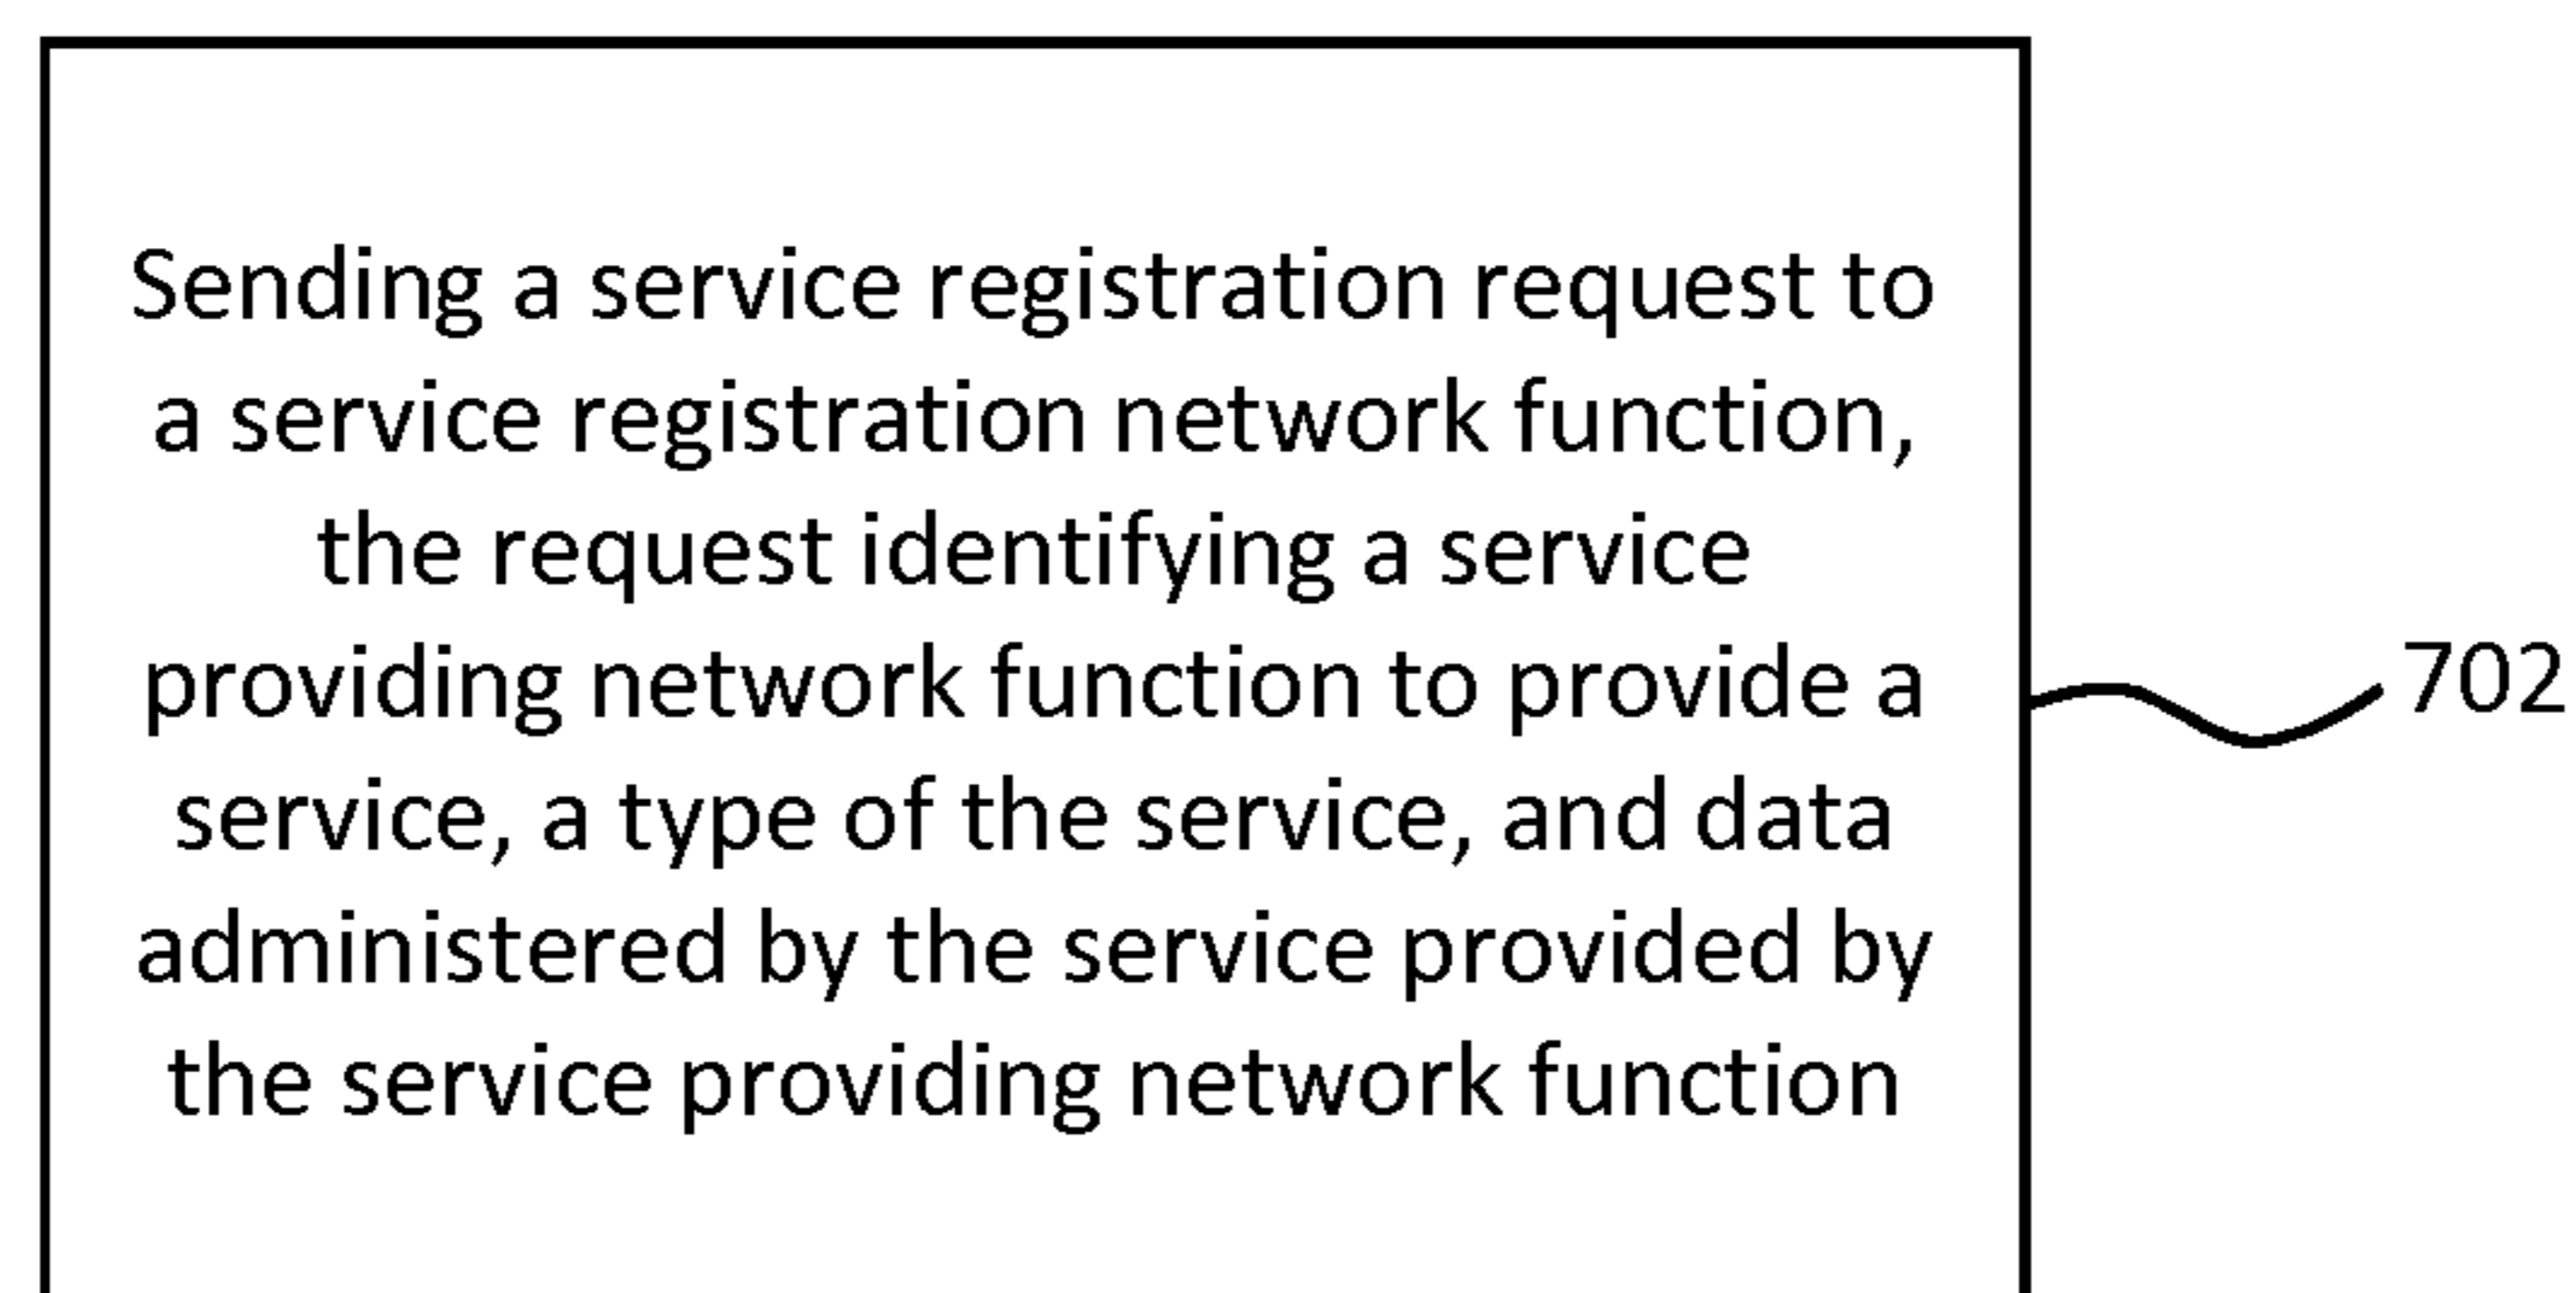 Sending a service registration request to
a service registration network function,
the request identifying a service
providing network function to provide a
service, a type of the service, and data
administered by the service provided by
the service providing network function
702